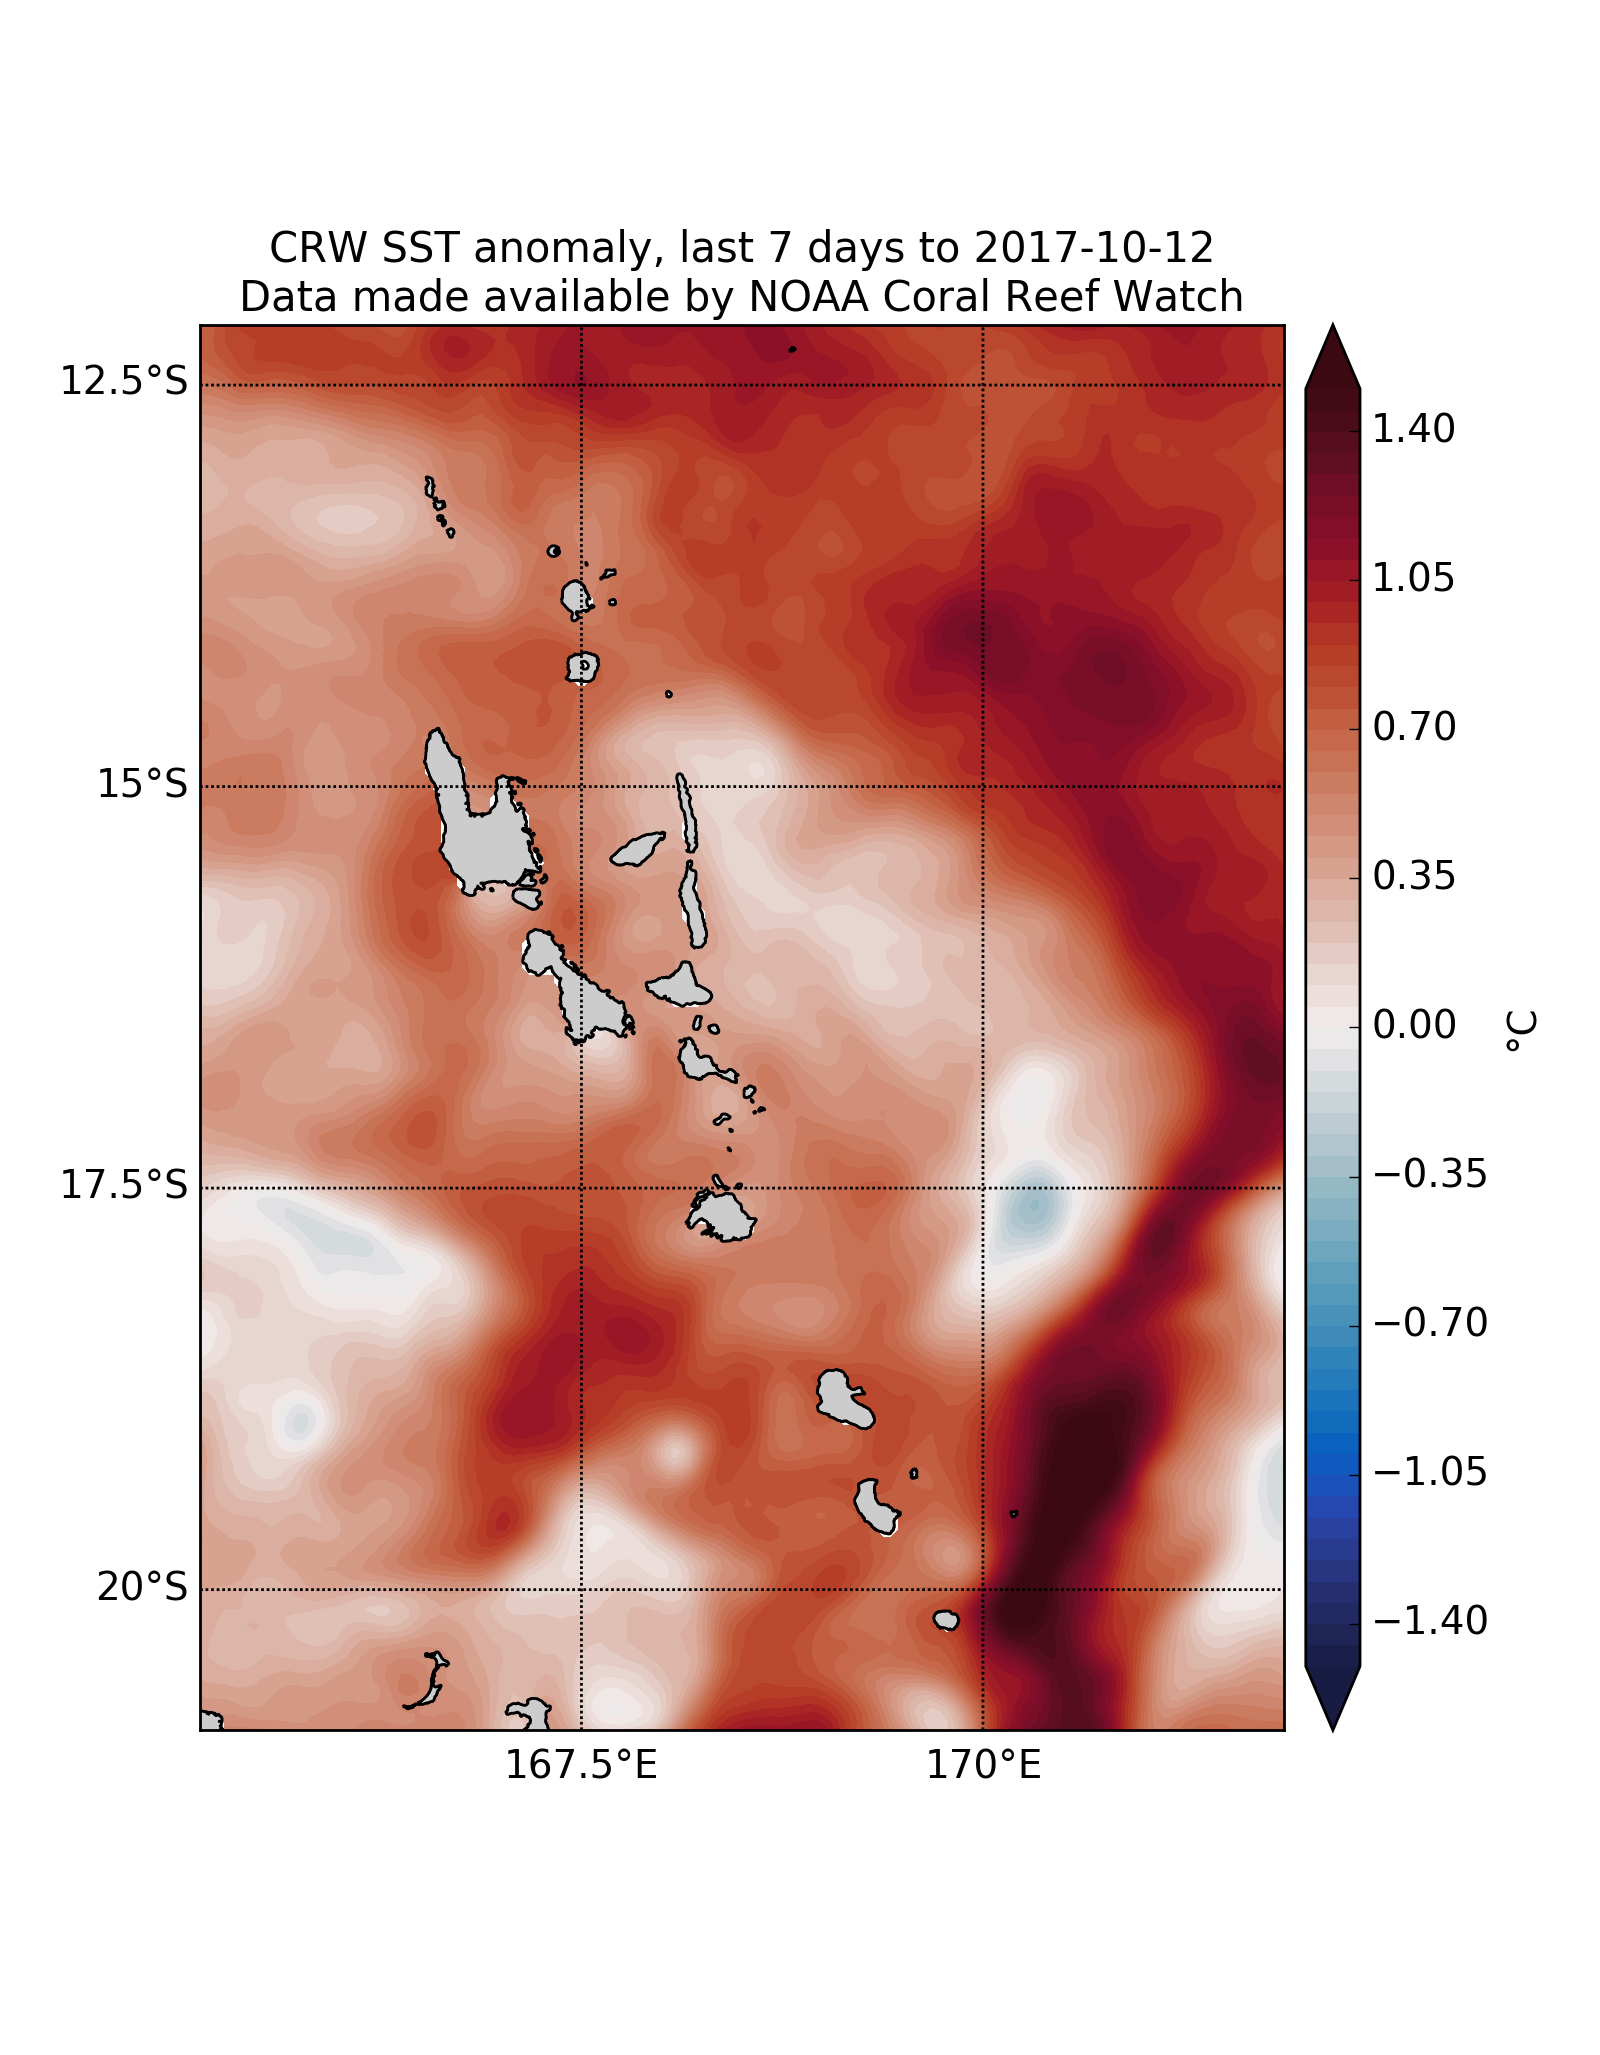 CRW SST anomaly, last 7 days to 2017-10-12
Data made available by NOAA Coral Reef Watch
12.5°S
15°S
17.5°S
20°S
167.5°E
170°E
1.40
1.05
0.70
0.35
0.00
−0.35
−0.70
−1.05
−1.40
°C